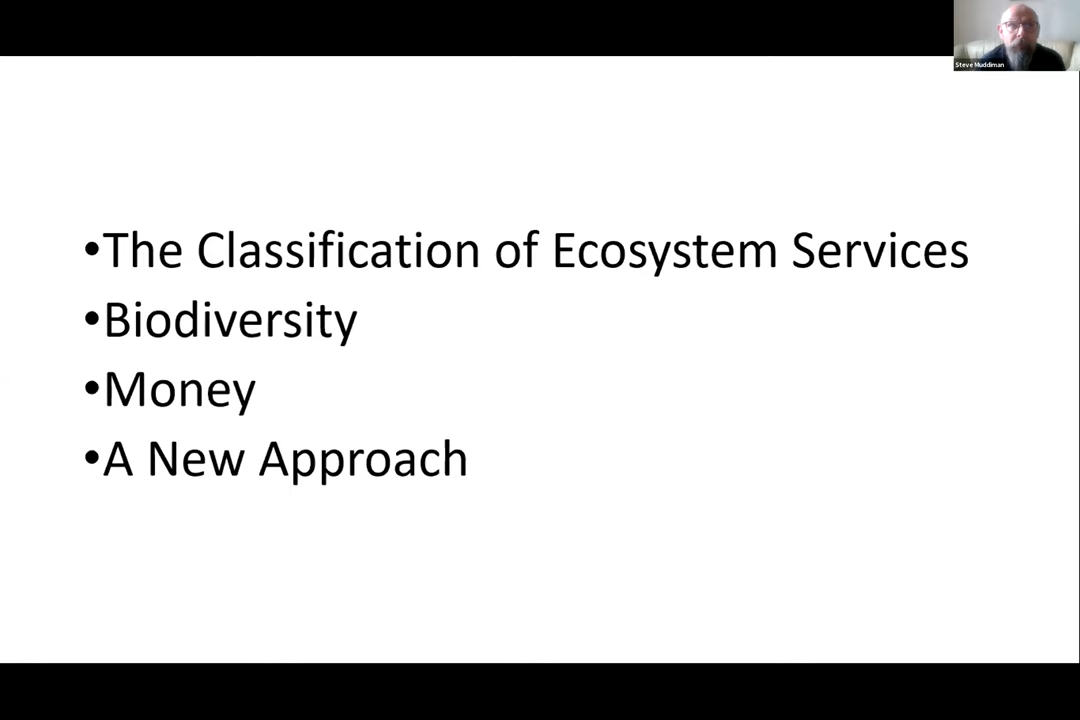 Steve Muddiman
•The Classification of Ecosystem Services
•Biodiversity
•Money
•A New Approach